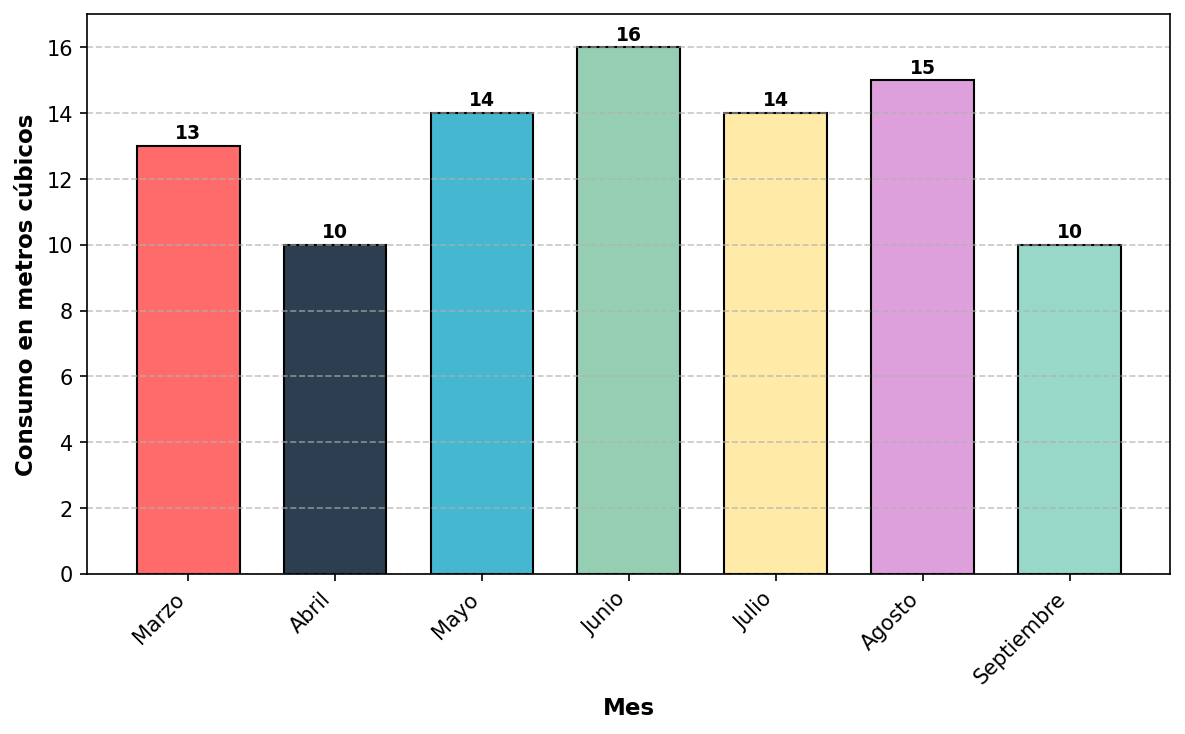 Consumo en metros cúbicos
16
14
12
10
8
6
4
2
0
13
10
14
16
14
15
10
Marzo
Abril
Mayo
Junio
Julio
Agosto
Septiembre
Mes